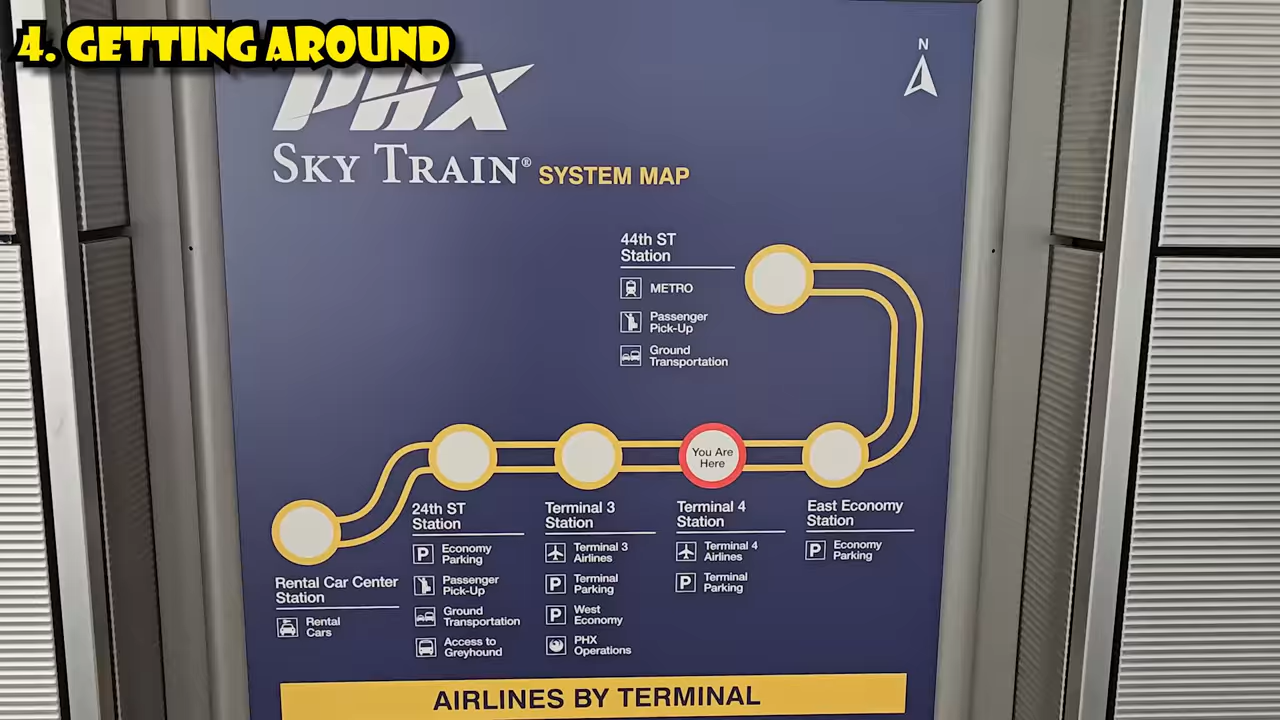 4. GETTING AROUND
N
PHX
SKY TRAIN® SYSTEM MAP
44th ST
Station
METRO
Passenger
Pick-Up
Ground
Transportation
You Are
Here
Rental Car Center
Station
Rental
Cars
24th ST
Station
P Economy
Parking
Passenger
Pick-Up
Ground
Transportation
Access to
Greyhound
Terminal 3
Station
Terminal 3
Airlines
P Terminal
Parking
P West
Economy
PHX
Operations
Terminal 4
Station
Terminal 4
Airlines
P Terminal
Parking
East Economy
Station
P Economy
Parking
AIRLINES BY TERMINAL